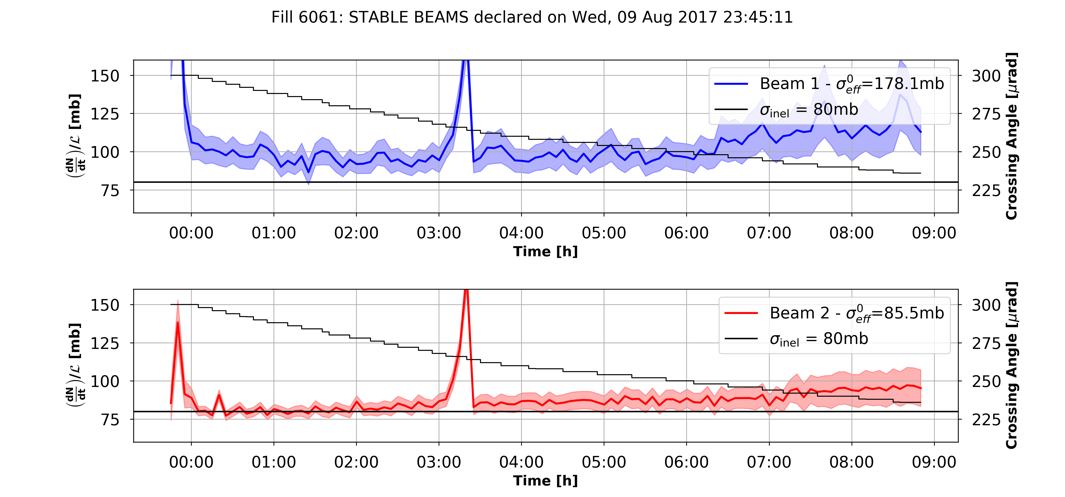 Fill 6061: STABLE BEAMS declared on Wed, 09 Aug 2017 23:45:11
(dN/dt)/ℒ [mb]
150
125
100
75
Beam 1 - σ⁰eff=178.1mb
σinel = 80mb
300
275
250
225
Crossing Angle [μrad]
00:00 01:00 02:00 03:00 04:00 05:00 06:00 07:00 08:00 09:00
Time [h]
(dN/dt)/ℒ [mb]
150
125
100
75
Beam 2 - σ⁰eff=85.5mb
σinel = 80mb
300
275
250
225
Crossing Angle [μrad]
00:00 01:00 02:00 03:00 04:00 05:00 06:00 07:00 08:00 09:00
Time [h]